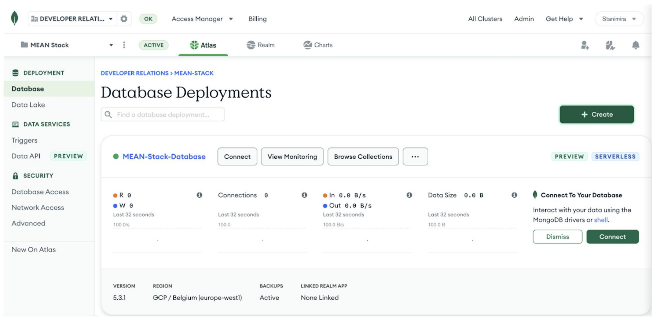 DEVELOPER RELATI... OK Access Manager Billing All Clusters Admin Get Help Stanimira
MEAN Stack ACTIVE Atlas Realm Charts
DEPLOYMENT
Database
Data Lake
DATA SERVICES
Triggers
Data API PREVIEW
SECURITY
Database Access
Network Access
Advanced
New On Atlas
DEVELOPER RELATIONS > MEAN-STACK
Database Deployments
Find a database deployment...
+ Create
MEAN-Stack-Database Connect View Monitoring Browse Collections ... PREVIEW SERVERLESS
R 0
W 0
Last 32 seconds
100.0/s
Connections 0
Last 32 seconds
100.0
In 0.0 B/s
Out 0.0 B/s
Last 32 seconds
100.0 B/s
Data Size 0.0 B
Last 32 seconds
100.0 B
Connect To Your Database
Interact with your data using the
MongoDB drivers or shell.
Dismiss Connect
VERSION REGION BACKUPS LINKED REALM APP
5.3.1 GCP / Belgium (europe-west1) Active None Linked